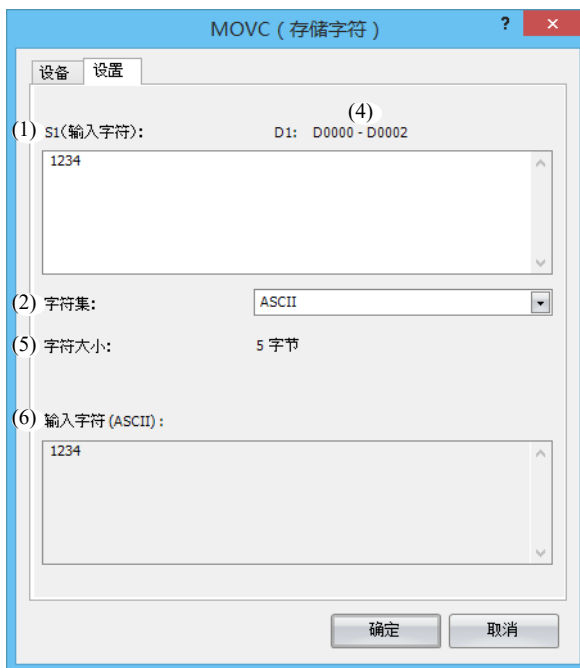 MOVC ( 存储字符 )
?
×
设备 设置
(4)
(1) S1(输入字符): D1: D0000 - D0002
1234
(2) 字符集: ASCII
(5) 字符大小: 5 字节
(6) 输入字符 (ASCII) :
1234
确定 取消